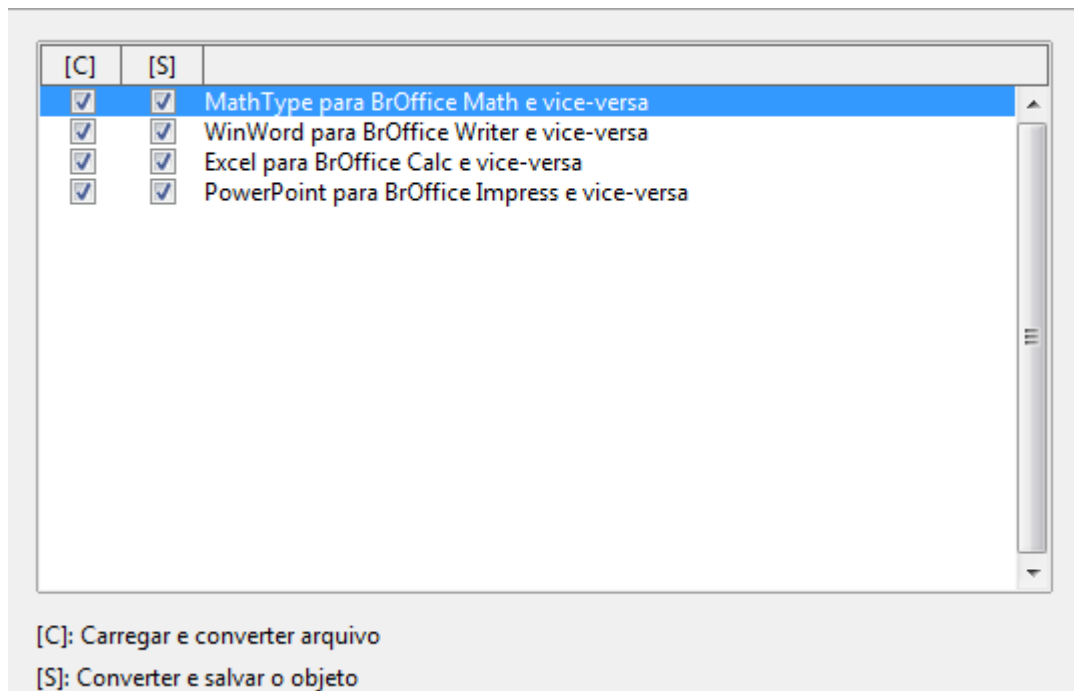 [C] [S]
MathType para BrOffice Math e vice-versa
WinWord para BrOffice Writer e vice-versa
Excel para BrOffice Calc e vice-versa
PowerPoint para BrOffice Impress e vice-versa
[C]: Carregar e converter arquivo
[S]: Converter e salvar o objeto